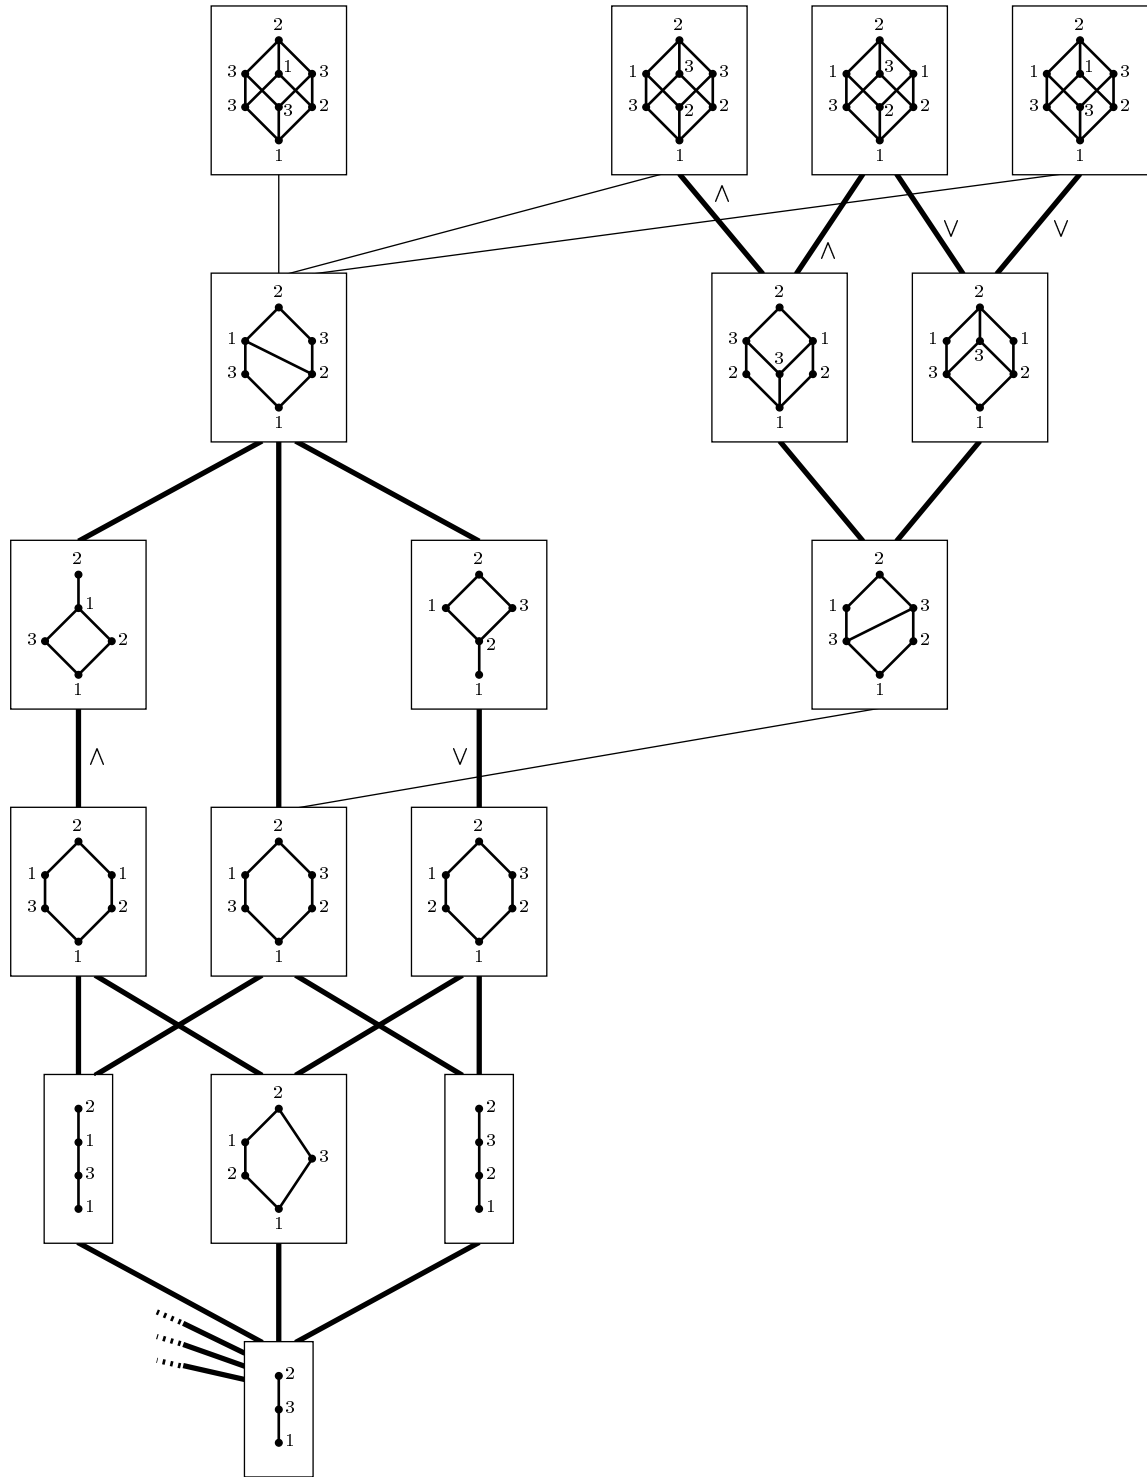 2 2 2 2
3 1 3 1 3 3 1 3 1 1 1 3
3 3 2 3 2 2 3 2 2 3 3 2
1 1 1 1
∧ ∨ ∨
∧
2 2 2
1 3 3 1 1 1
3 2 2 3 2 3 3 2
1 1 1
2 2 2
1 1 3 1 3
3 2 2 3 2
1 1 1
∧ ∨
2 2 2
1 1 1 3 1 3
3 2 3 2 2 2
1 1 1
2 2 2
1 1 3 3
3 2 2
1 1 1
2
3
1